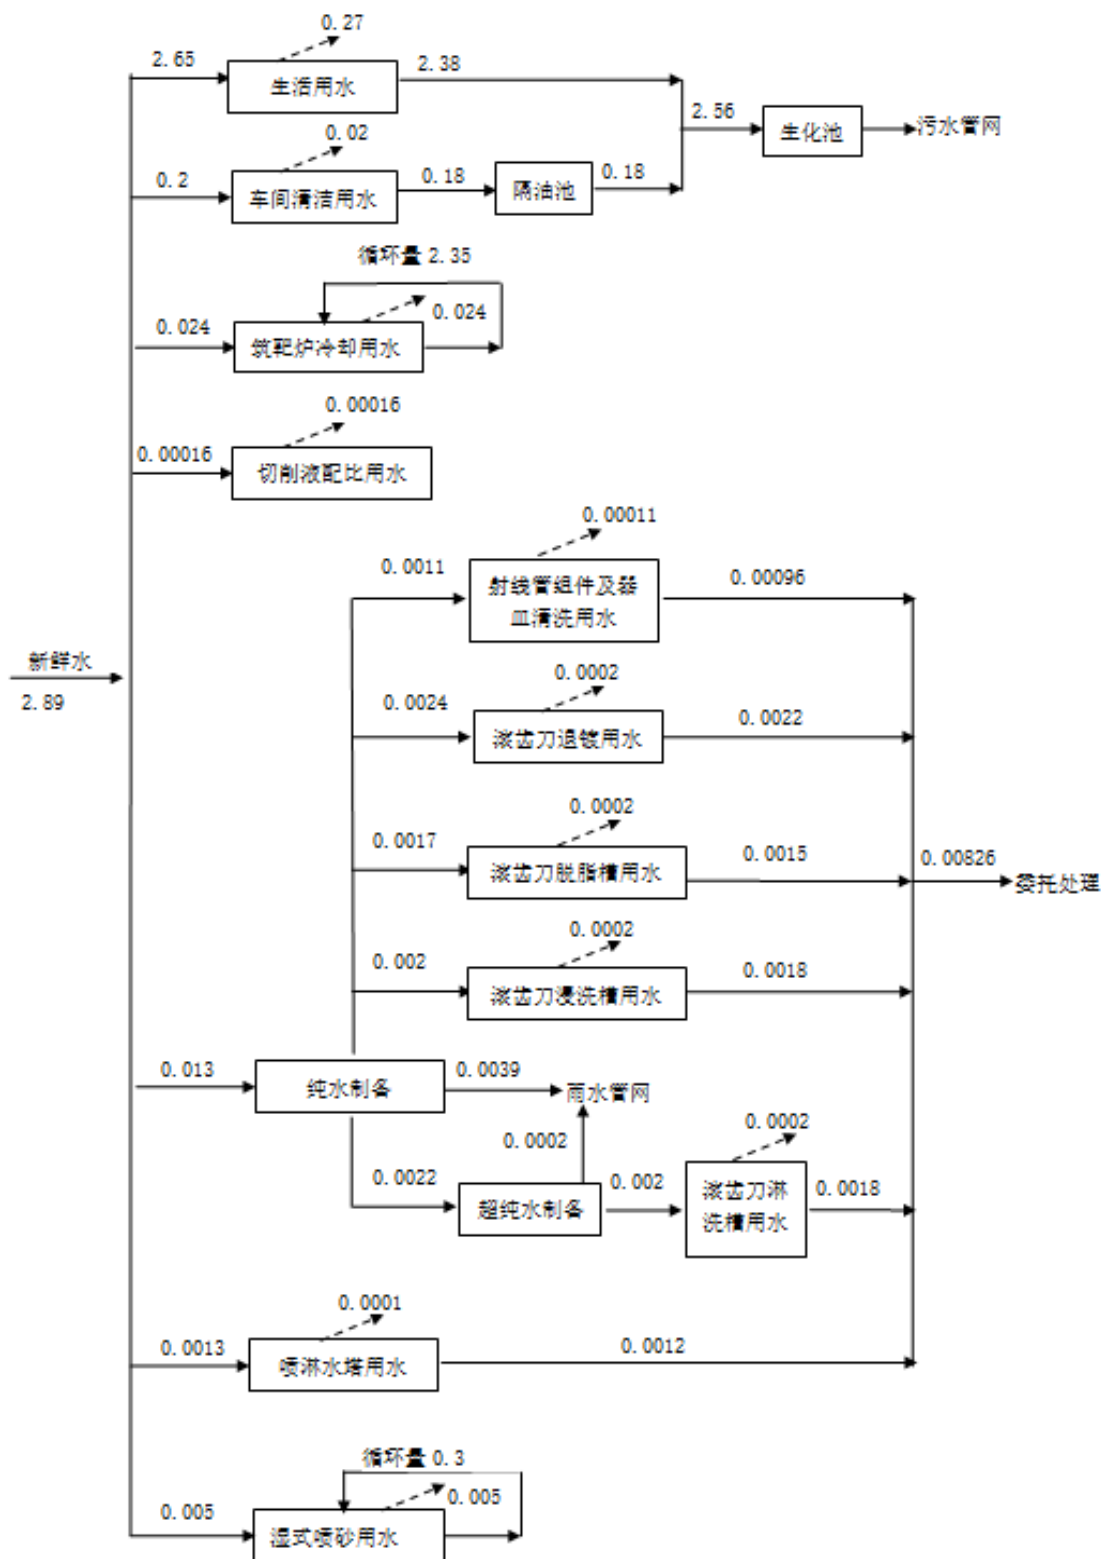 0.27
2.65
生活用水
2.38
0.02
2.56
生化池
污水管网
0.2
车间清洁用水
0.18
隔油池
0.18
循环量 2.35
0.024
筑靶炉冷却用水
0.024
0.00016
0.00016
切削液配比用水
0.00011
0.0011
射线管组件及器
皿清洗用水
0.00096
新鲜水
2.89
0.0002
0.0024
滚齿刀退镀用水
0.0022
0.0002
0.0017
滚齿刀脱脂槽用水
0.0015
0.00826
委托处理
0.0002
0.002
滚齿刀浸洗槽用水
0.0018
0.013
纯水制备
0.0039
雨水管网
0.0002
0.0002
0.0022
超纯水制备
0.002
滚齿刀淋
洗槽用水
0.0018
0.0001
0.0013
喷淋水塔用水
0.0012
循环量 0.3
0.005
0.005
湿式喷砂用水